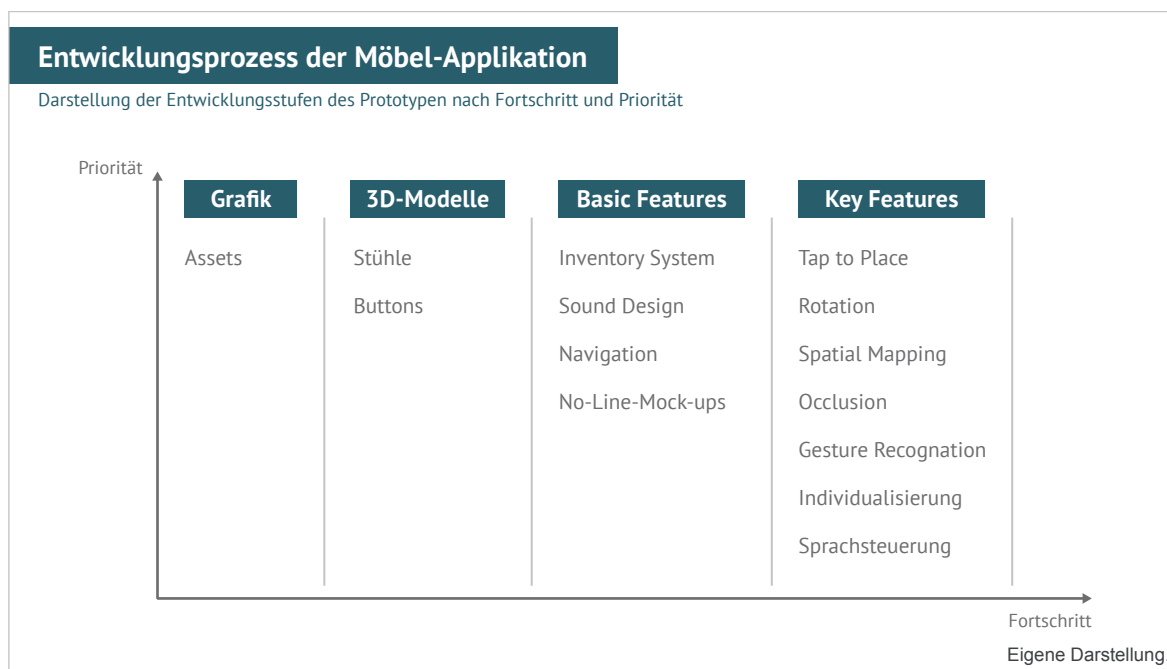 Entwicklungsprozess der Möbel-Applikation
Darstellung der Entwicklungsstufen des Prototypen nach Fortschritt und Priorität
Priorität
Grafik
Assets
3D-Modelle
Stühle
Buttons
Basic Features
Inventory System
Sound Design
Navigation
No-Line-Mock-ups
Key Features
Tap to Place
Rotation
Spatial Mapping
Occlusion
Gesture Recognation
Individualisierung
Sprachsteuerung
Fortschritt
Eigene Darstellung.